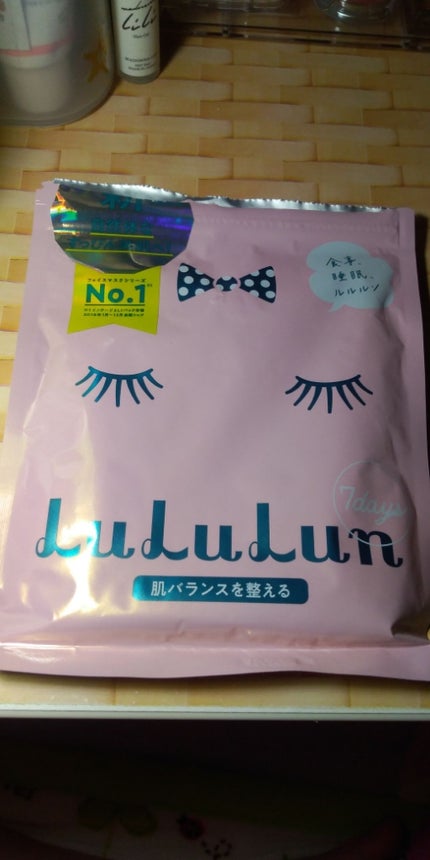 LiLi
フェイスマスクシリーズ
No.1
食事、
睡眠、
ルルルン
7days
LuLuLun
肌バランスを整える